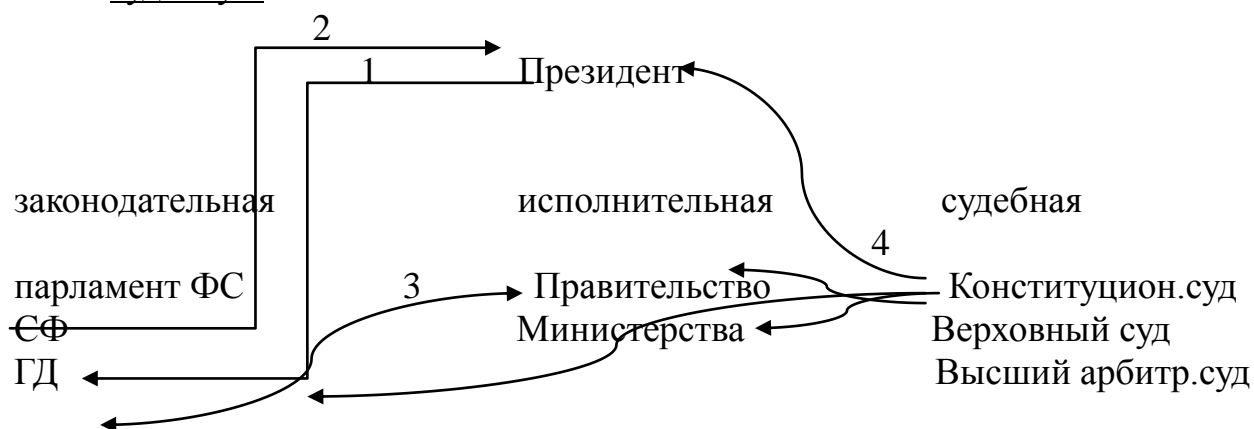 2
1 Президент
законодательная исполнительная судебная
4
парламент ФС 3 Правительство Конституцион.суд
СФ Министерства Верховный суд
ГД Высший арбитр.суд